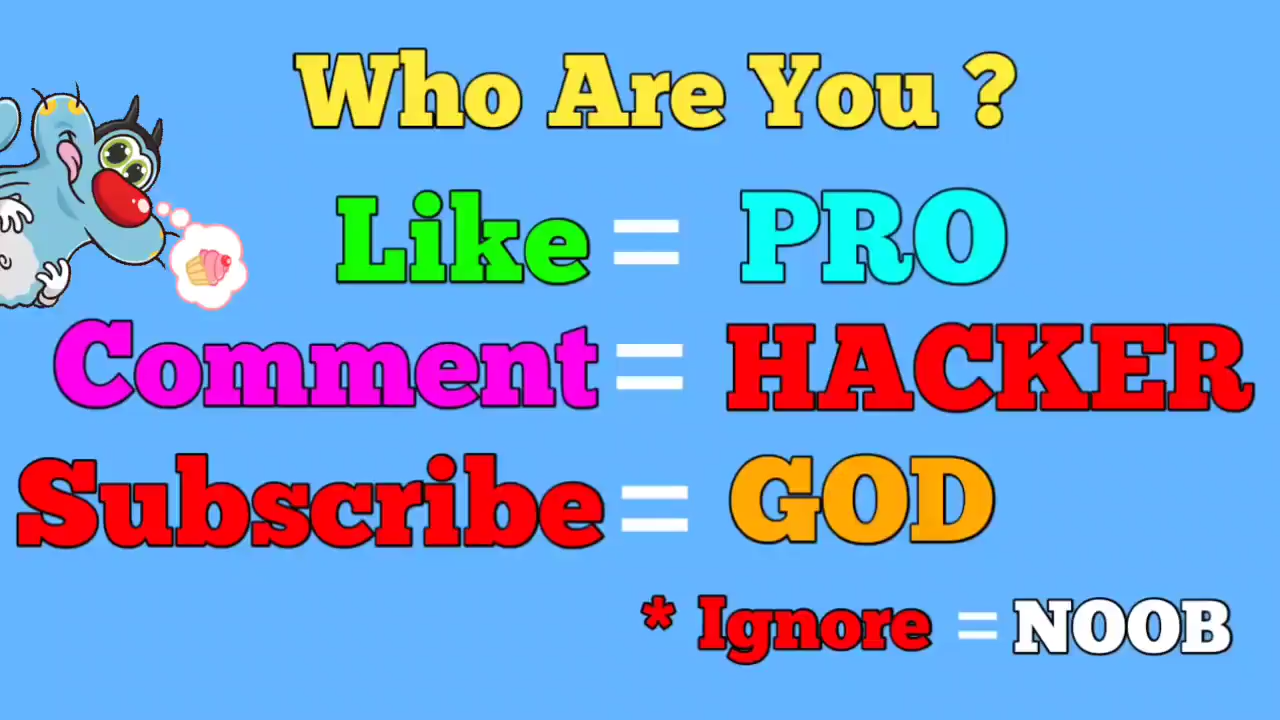 Who Are You ?
Like = PRO
Comment = HACKER
Subscribe = GOD
* Ignore = NOOB